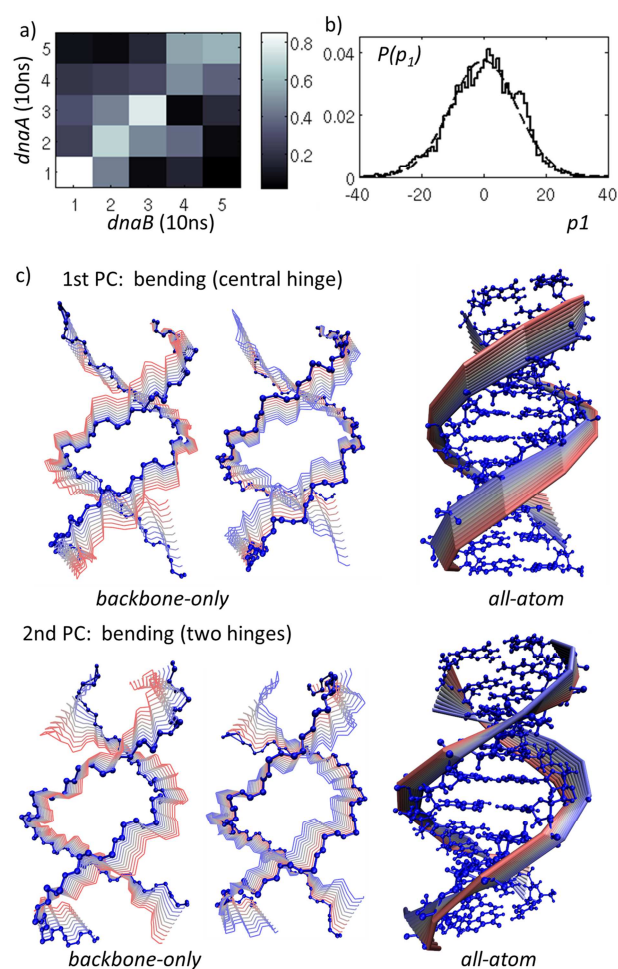 a)
5
4
3
2
1
dnaA (10ns)
1 2 3 4 5
dnaB (10ns)
0.8
0.6
0.4
0.2
b)
P(p1)
0.04
0.02
0
-40 -20 0 20 40
p1
c)
1st PC: bending (central hinge)
backbone-only
all-atom
2nd PC: bending (two hinges)
backbone-only
all-atom